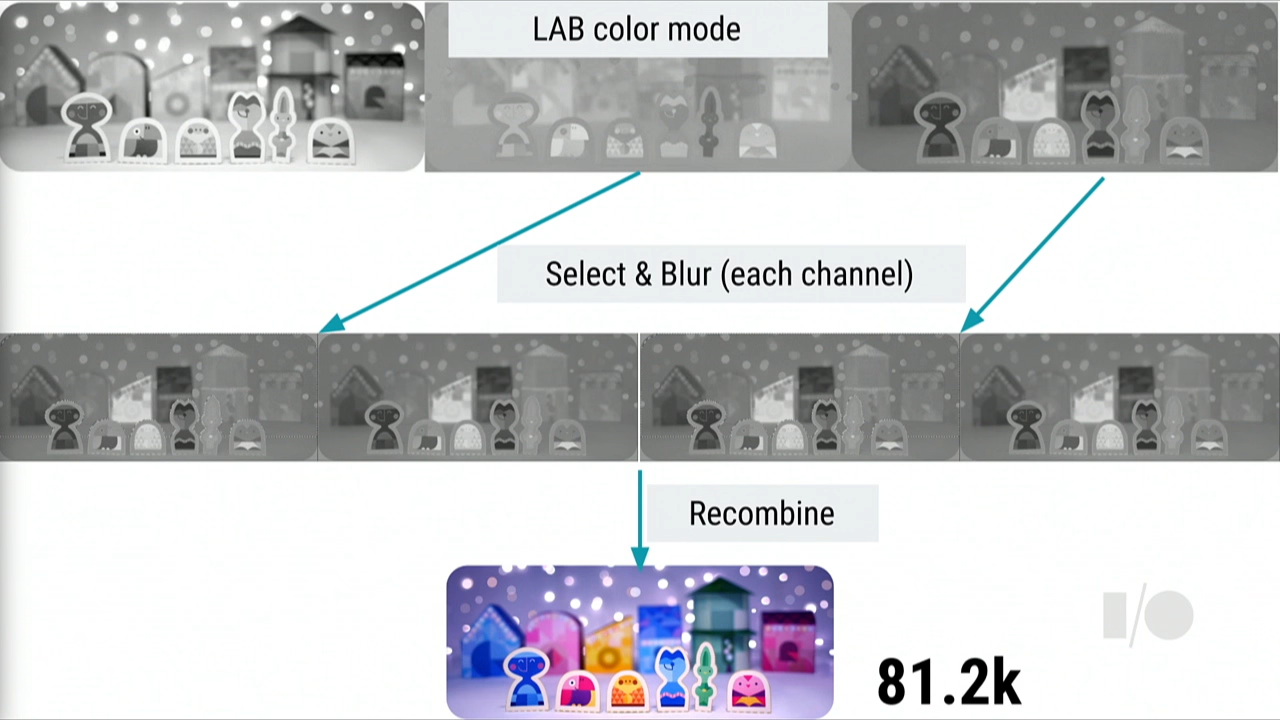 LAB color mode
Select & Blur (each channel)
Recombine
I/O
81.2k